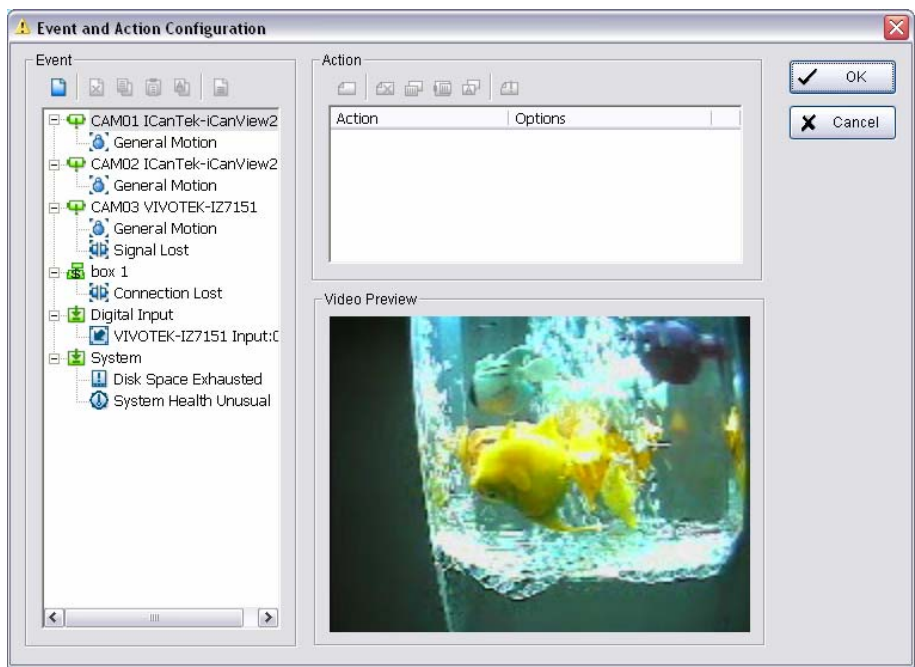 Event and Action Configuration
Event
CAM01 ICanTek-iCanView2
General Motion
CAM02 ICanTek-iCanView2
General Motion
CAM03 VIVOTEK-IZ7151
General Motion
Signal Lost
box 1
Connection Lost
Digital Input
VIVOTEK-IZ7151 Input:0
System
Disk Space Exhausted
System Health Unusual
Action
Action Options
Video Preview
OK
Cancel